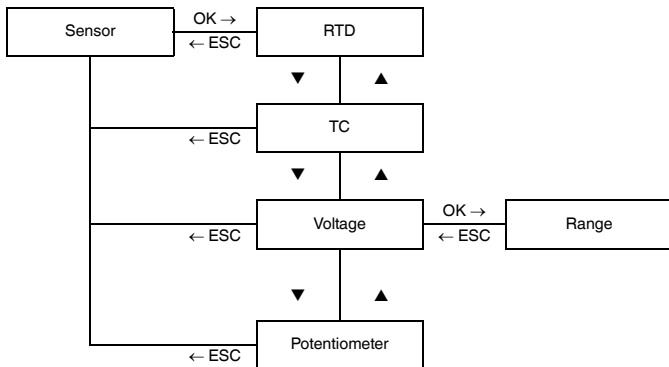 Sensor
OK →
← ESC
RTD
▼ ▲
← ESC
TC
▼ ▲
← ESC
Voltage
OK →
← ESC
Range
▼ ▲
← ESC
Potentiometer